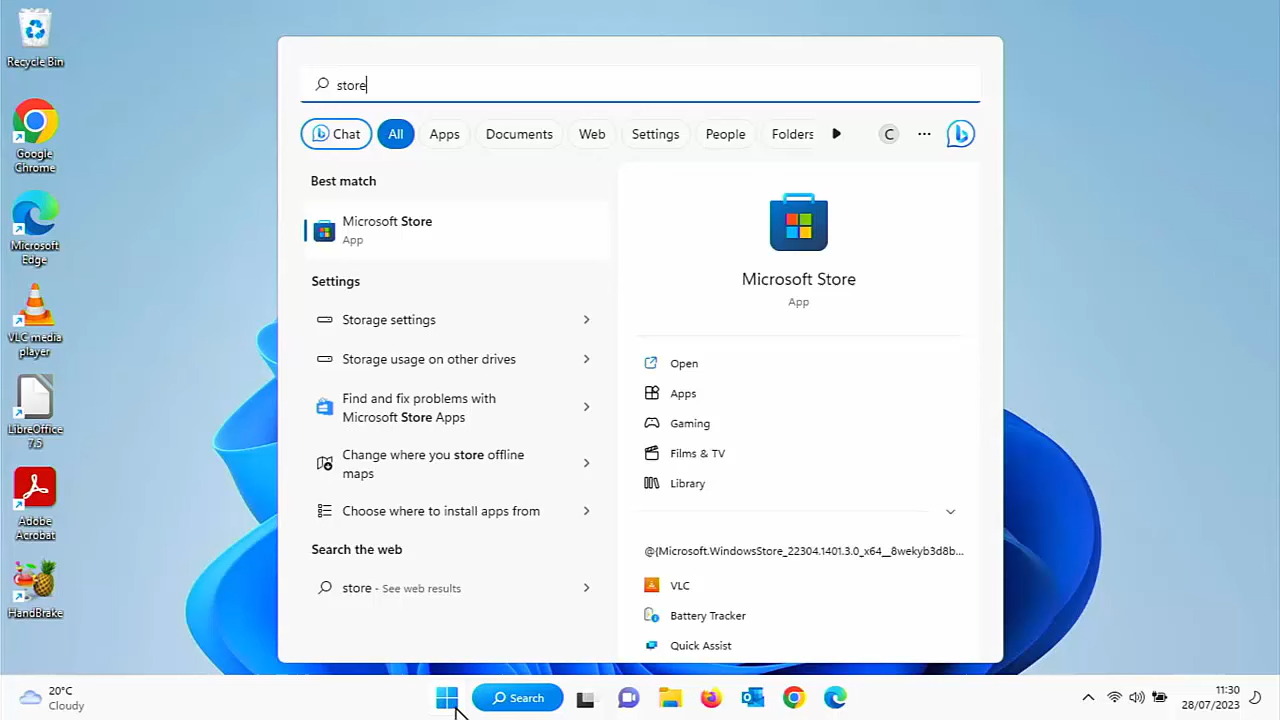 Recycle Bin
Google
Chrome
Microsoft
Edge
VLC media
player
LibreOffice
7.5
Adobe
Acrobat
HandBrake
store
Chat
All
Apps
Documents
Web
Settings
People
Folders
C
Best match
Microsoft Store
App
Settings
Storage settings
Storage usage on other drives
Find and fix problems with
Microsoft Store Apps
Change where you store offline
maps
Choose where to install apps from
Search the web
store - See web results
Microsoft Store
App
Open
Apps
Gaming
Films & TV
Library
@{Microsoft.WindowsStore_22304.1401.3.0_x64__8wekyb3d8b...
VLC
Battery Tracker
Quick Assist
20°C
Cloudy
Search
11:30
28/07/2023